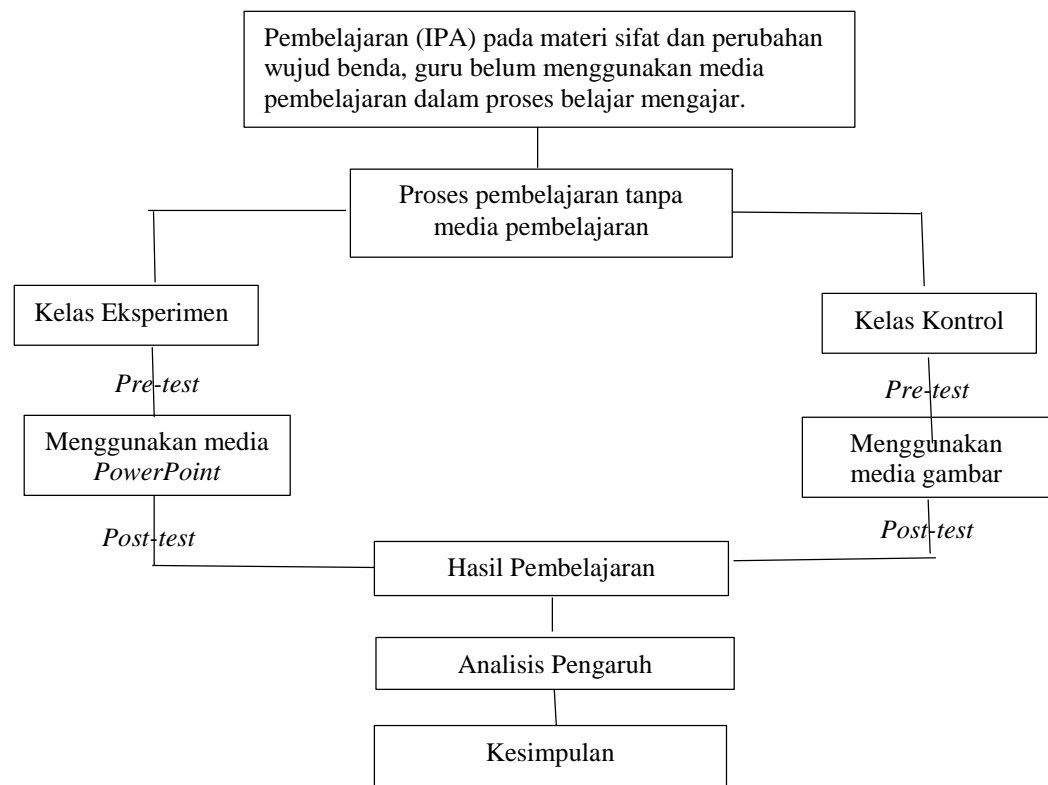 Pembelajaran (IPA) pada materi sifat dan perubahan
wujud benda, guru belum menggunakan media
pembelajaran dalam proses belajar mengajar.
Proses pembelajaran tanpa
media pembelajaran
Kelas Eksperimen
Kelas Kontrol
Pre-test
Pre-test
Menggunakan media
PowerPoint
Menggunakan
media gambar
Post-test
Post-test
Hasil Pembelajaran
Analisis Pengaruh
Kesimpulan